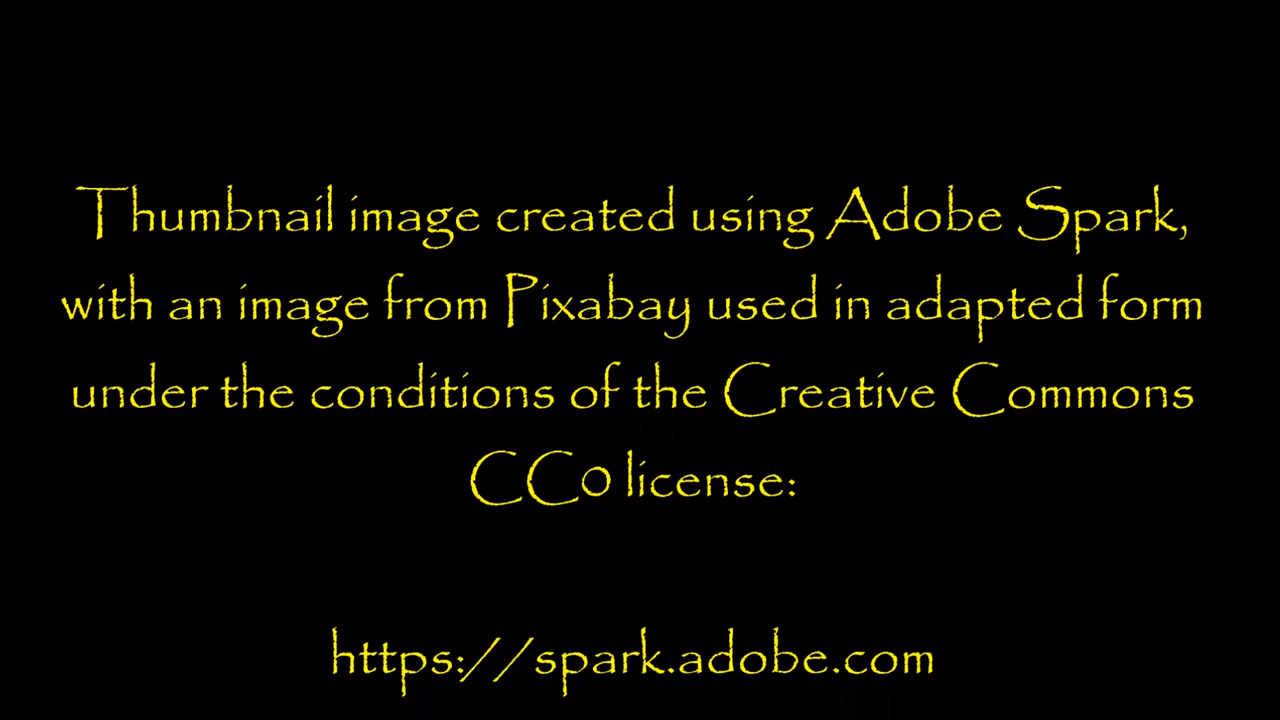 Thumbnail image created using Adobe Spark,
with an image from Pixabay used in adapted form
under the conditions of the Creative Commons
CC0 license:
https://spark.adobe.com